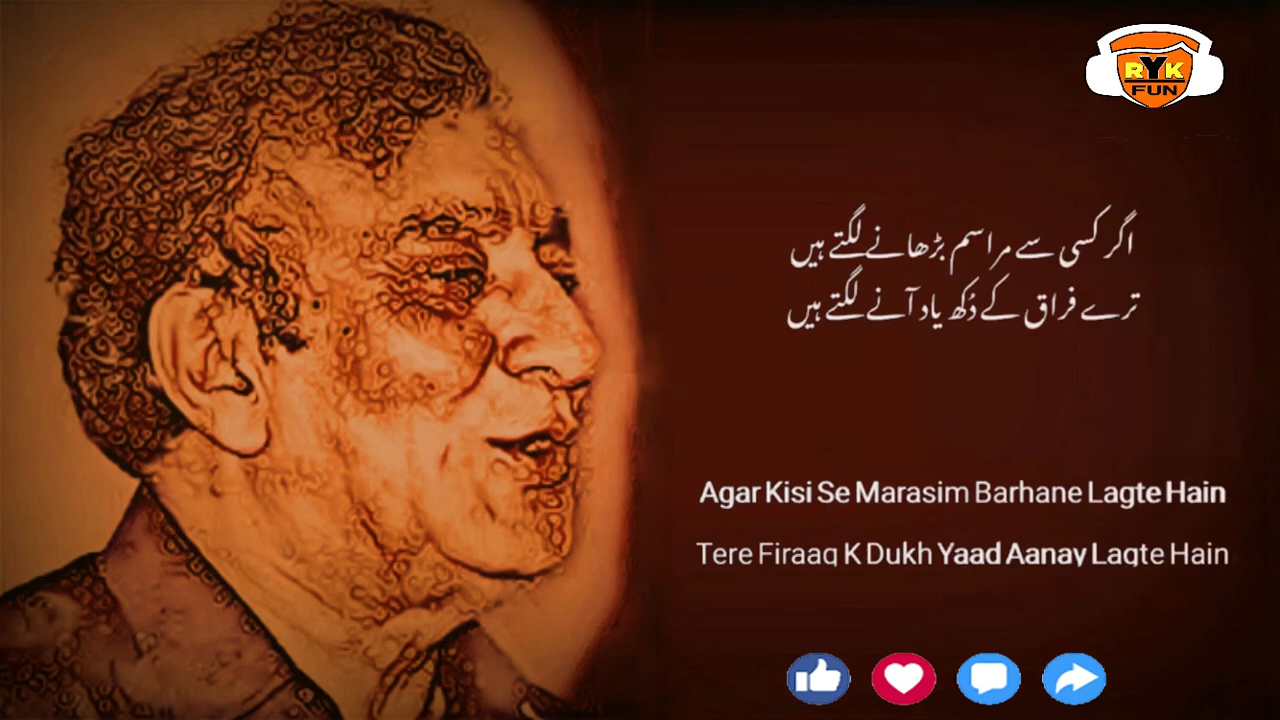 RYK
FUN
اگر کسی سے مراسم بڑھانے لگتے ہیں
ترے فراق کے دُکھ یاد آنے لگتے ہیں
Agar Kisi Se Marasim Barhane Lagte Hain
Tere Firaaq K Dukh Yaad Aanay Lagte Hain